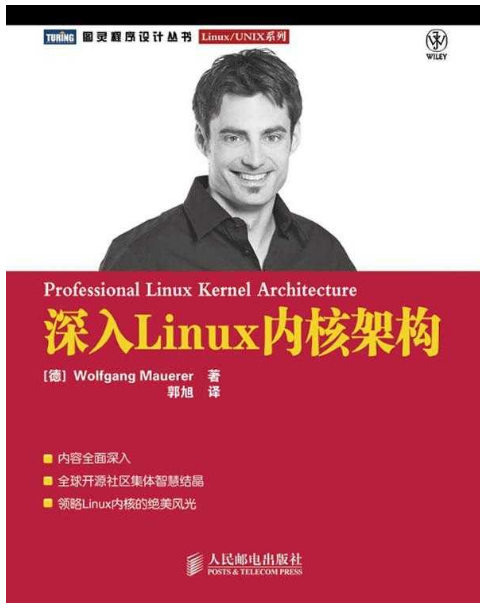 TURING 图灵程序设计丛书 Linux/UNIX系列
WILEY
Professional Linux Kernel Architecture
深入Linux内核架构
[德] Wolfgang Mauerer 著
郭旭 译
内容全面深入
全球开源社区集体智慧结晶
领略Linux内核的绝美风光
人民邮电出版社
POSTS & TELECOM PRESS